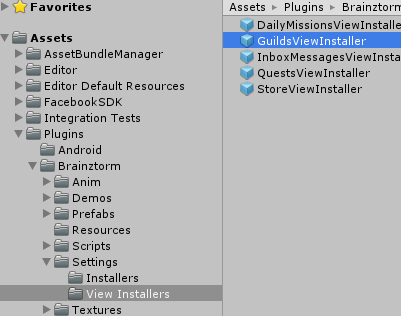 Favorites
Assets
AssetBundleManager
Editor
Editor Default Resources
FacebookSDK
Integration Tests
Plugins
Android
Brainztorm
Anim
Demos
Prefabs
Resources
Scripts
Settings
Installers
View Installers
Textures
Assets ▸ Plugins ▸ Brainztorm
DailyMissionsViewInstalle
GuildsViewInstaller
InboxMessagesViewInsta
QuestsViewInstaller
StoreViewInstaller